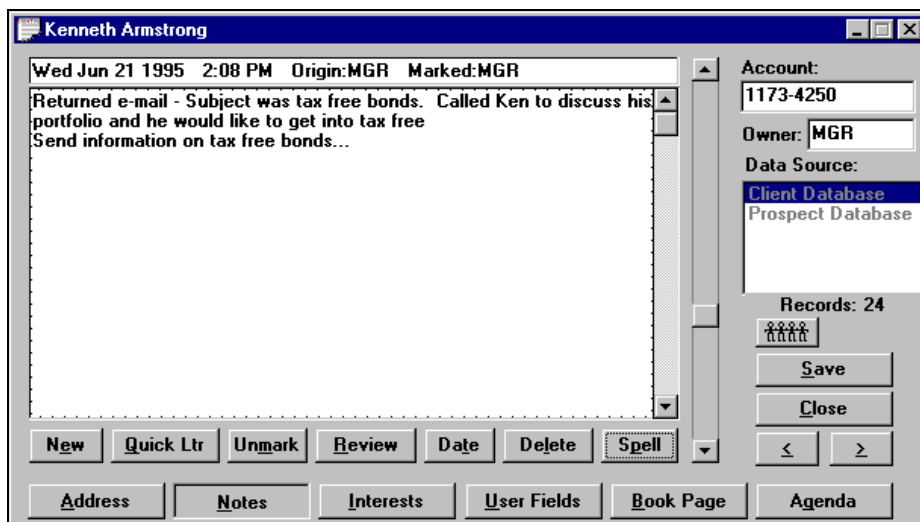 Kenneth Armstrong
Wed Jun 21 1995 2:08 PM Origin:MGR Marked:MGR
Returned e-mail - Subject was tax free bonds. Called Ken to discuss his
portfolio and he would like to get into tax free
Send information on tax free bonds...
Account:
1173-4250
Owner: MGR
Data Source:
Client Database
Prospect Database
Records: 24
Save
Close
< >
New Quick Ltr Unmark Review Date Delete Spell
Address Notes Interests User Fields Book Page Agenda